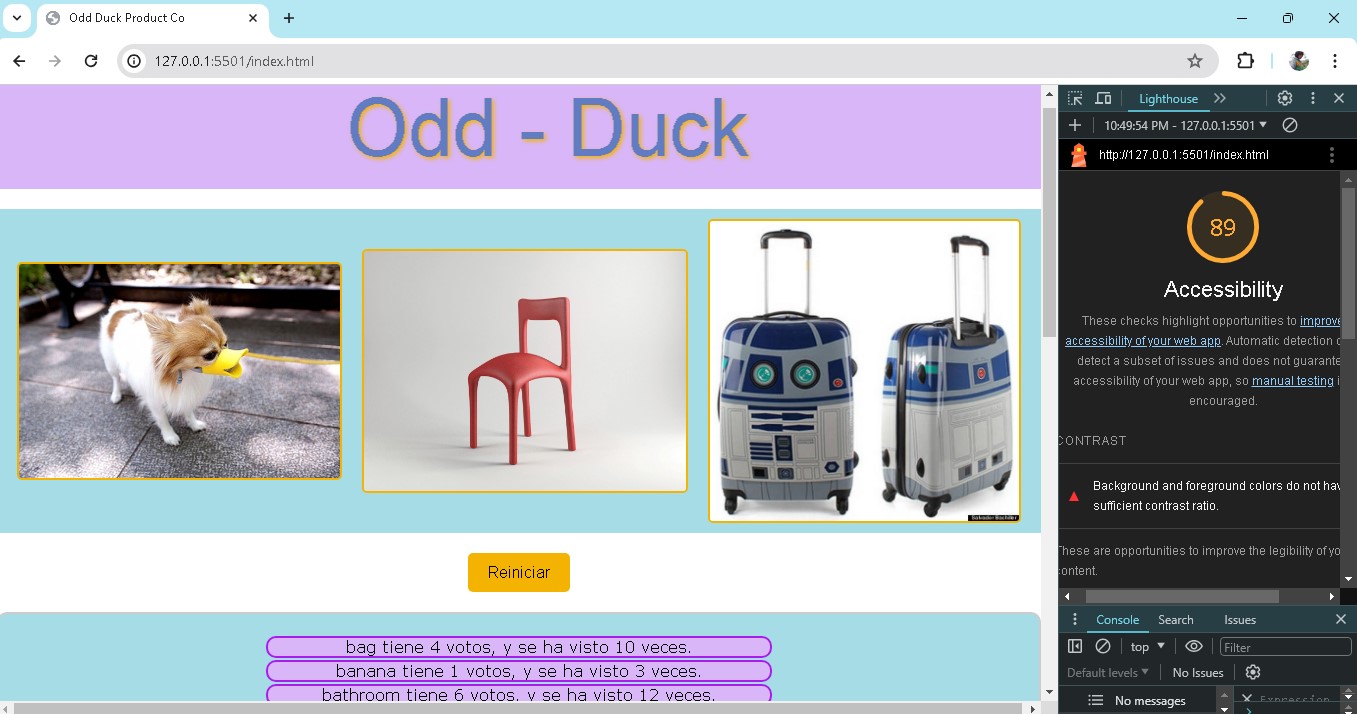 Odd Duck Product Co
127.0.0.1:5501/index.html
Odd - Duck
Reiniciar
bag tiene 4 votos, y se ha visto 10 veces.
banana tiene 1 votos, y se ha visto 3 veces.
bathroom tiene 6 votos, y se ha visto 12 veces.
Lighthouse
10:49:54 PM - 127.0.0.1:5501
http://127.0.0.1:5501/index.html
89
Accessibility
These checks highlight opportunities to improve
accessibility of your web app. Automatic detection
detect a subset of issues and does not guarante
accessibility of your web app, so manual testing
encouraged.
CONTRAST
Background and foreground colors do not hav
sufficient contrast ratio.
These are opportunities to improve the legibility of yo
content.
Console Search Issues
top Filter
Default levels No Issues
No messages Expression